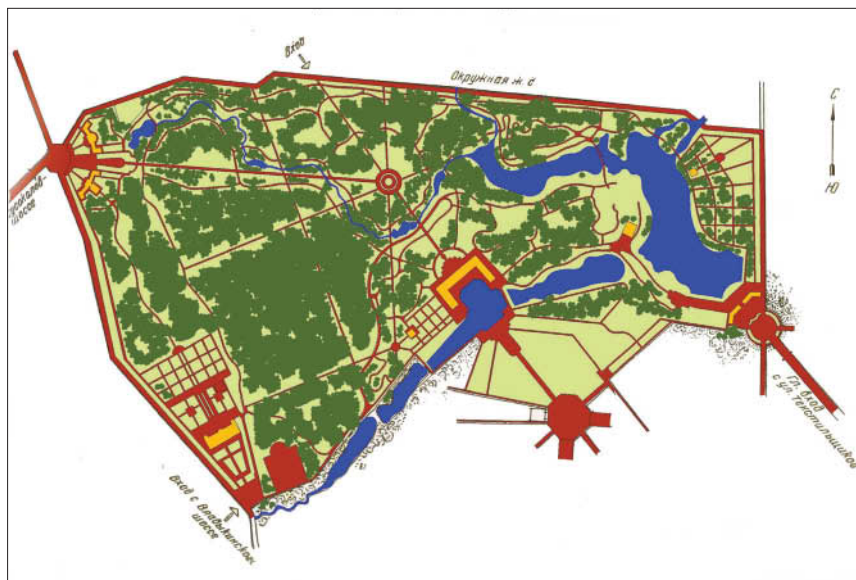 Вход
Окружная ж. д
С
Ю
шоссе
Гл. вход
с ул. Текстильщиков
Вход с Владыкинского
шоссе